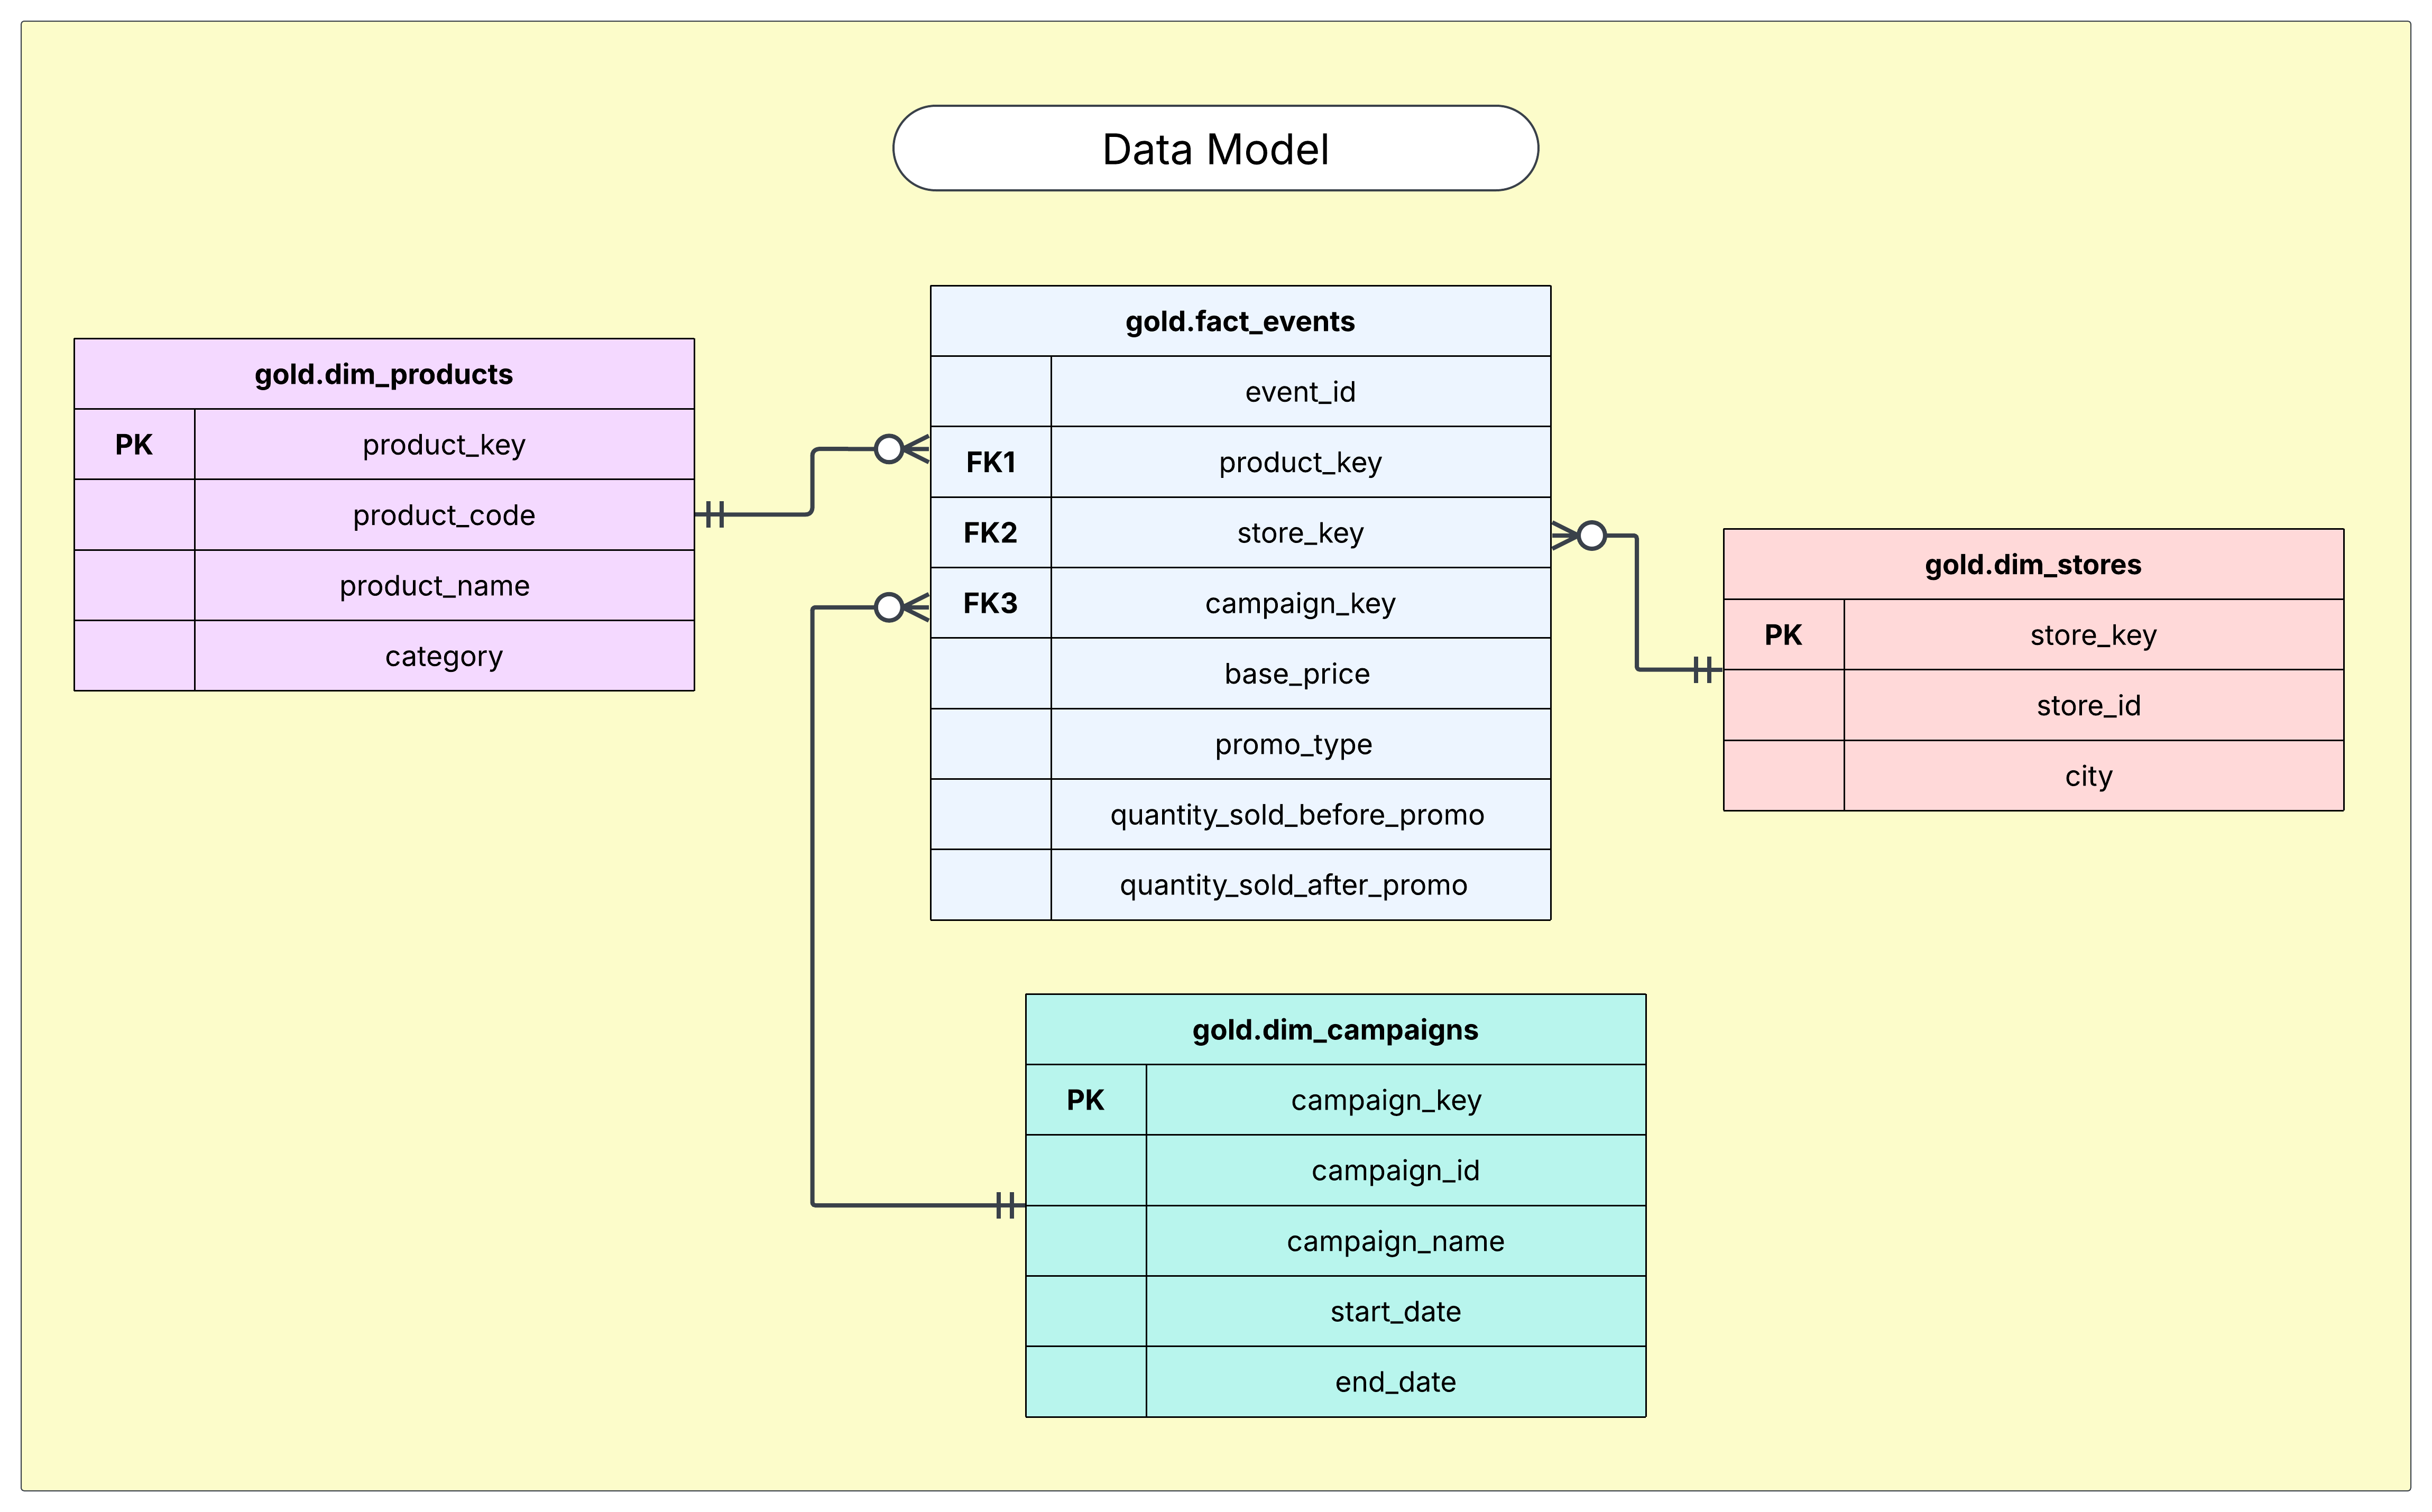 Data Model
gold.dim_products
PK product_key
product_code
product_name
category
gold.fact_events
event_id
FK1 product_key
FK2 store_key
FK3 campaign_key
base_price
promo_type
quantity_sold_before_promo
quantity_sold_after_promo
gold.dim_stores
PK store_key
store_id
city
gold.dim_campaigns
PK campaign_key
campaign_id
campaign_name
start_date
end_date